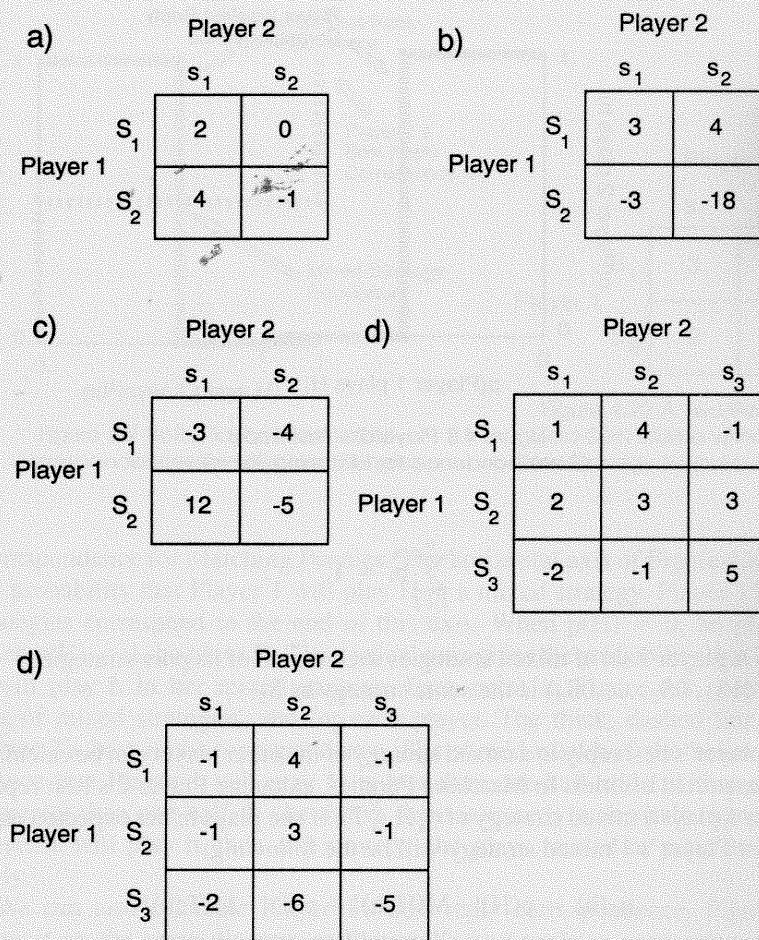 a)
Player 2
s1 s2
S1 2 0
Player 1
S2 4 -1
b)
Player 2
s1 s2
S1 3 4
Player 1
S2 -3 -18
c)
Player 2
s1 s2
S1 -3 -4
Player 1
S2 12 -5
d)
Player 2
s1 s2 s3
S1 1 4 -1
Player 1 S2 2 3 3
S3 -2 -1 5
d)
Player 2
s1 s2 s3
S1 -1 4 -1
Player 1 S2 -1 3 -1
S3 -2 -6 -5